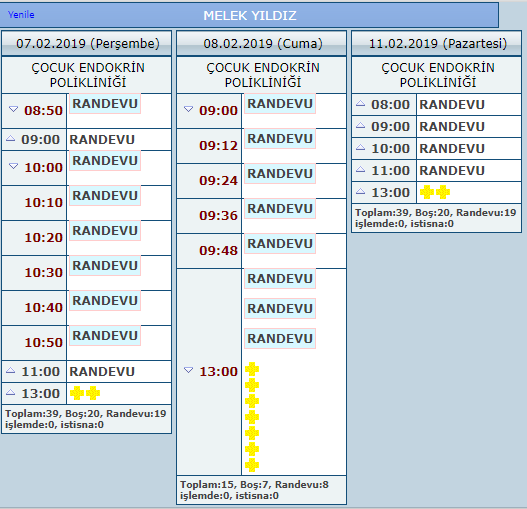 Yenile
MELEK YILDIZ
07.02.2019 (Perşembe)
ÇOCUK ENDOKRİN
POLİKLİNİĞİ
08:50 RANDEVU
09:00 RANDEVU
10:00 RANDEVU
10:10 RANDEVU
10:20 RANDEVU
10:30 RANDEVU
10:40 RANDEVU
10:50 RANDEVU
11:00 RANDEVU
13:00
Toplam:39, Boş:20, Randevu:19
işlemde:0, istisna:0
08.02.2019 (Cuma)
ÇOCUK ENDOKRİN
POLİKLİNİĞİ
09:00 RANDEVU
09:12 RANDEVU
09:24 RANDEVU
09:36 RANDEVU
09:48 RANDEVU
RANDEVU
RANDEVU
RANDEVU
13:00
Toplam:15, Boş:7, Randevu:8
işlemde:0, istisna:0
11.02.2019 (Pazartesi)
ÇOCUK ENDOKRİN
POLİKLİNİĞİ
08:00 RANDEVU
09:00 RANDEVU
10:00 RANDEVU
11:00 RANDEVU
13:00
Toplam:39, Boş:20, Randevu:19
işlemde:0, istisna:0